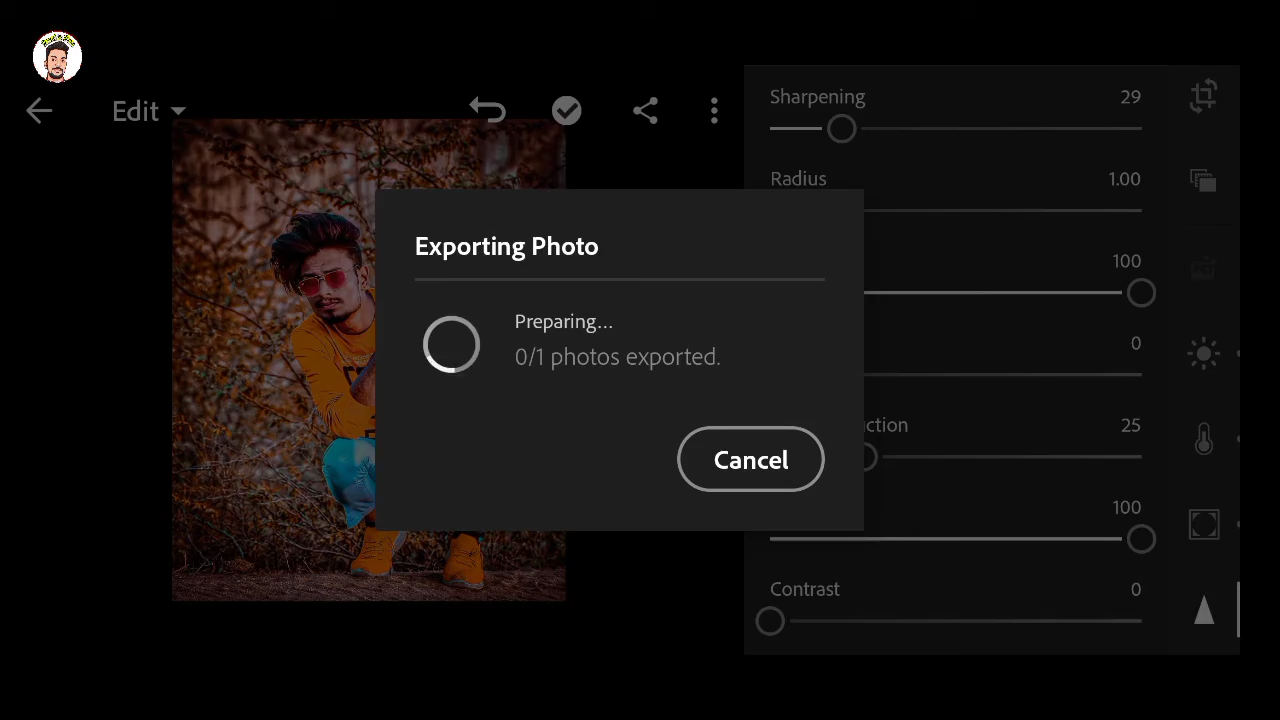 Edit
Sharpening 29
Radius 1.00
100
0
ction 25
100
Contrast 0
Exporting Photo
Preparing...
0/1 photos exported.
Cancel